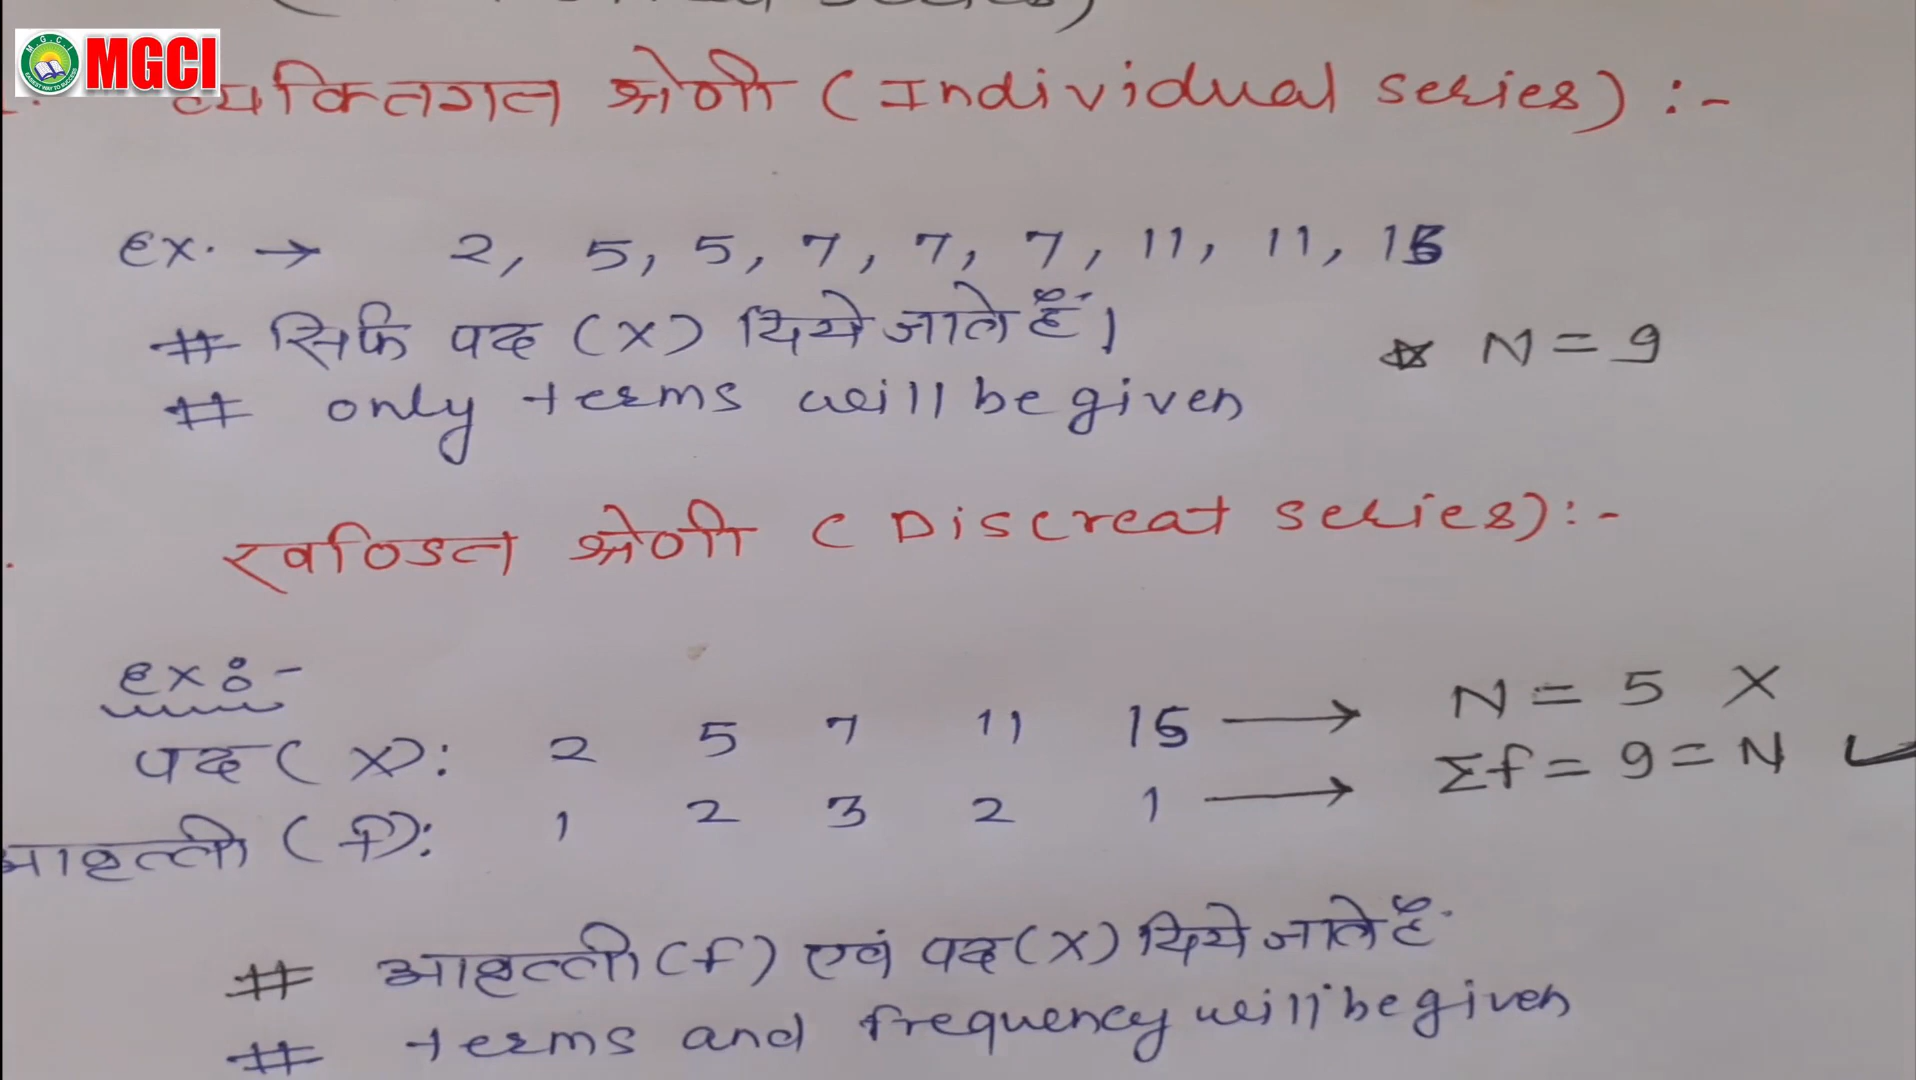 MGCI
व्यक्तिगत श्रेणी (Individual series) :-
ex. → 2, 5, 5, 7, 7, 7, 11, 11, 15
# सिर्फ पद (x) दिये जाते हैं।
☆ N = 9
# only terms will be given
खण्डित श्रेणी (Discreat series):-
ex:-
पद (x): 2 5 7 11 15 → N = 5 X
आवृत्ती (f): 1 2 3 2 1 → Σf = 9 = N ✓
# आवृत्ती (f) एवं पद (x) दिये जाते हैं
# terms and frequency will be given